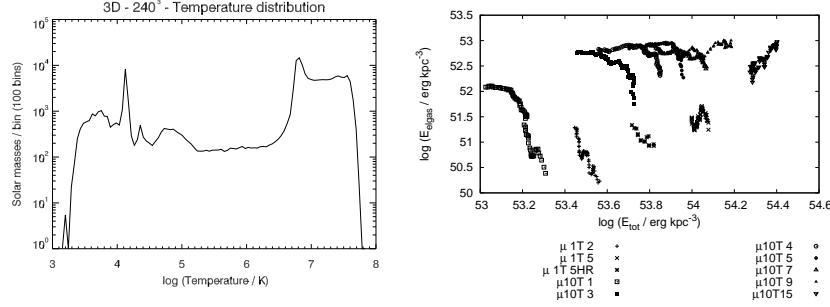 3D - 240³ - Temperature distribution
Solar masses / bin (100 bins)
10⁵
10⁴
10³
10²
10¹
10⁰
3 4 5 6 7 8
log (Temperature / K)
log (E_elgas / erg kpc⁻³)
53.5
53
52.5
52
51.5
51
50.5
50
53 53.2 53.4 53.6 53.8 54 54.2 54.4 54.6
log (E_tot / erg kpc⁻³)
μ 1T 2
μ 1T 5
μ 1T 5HR
μ10T 1
μ10T 3
μ10T 4
μ10T 5
μ10T 7
μ10T 9
μ10T15